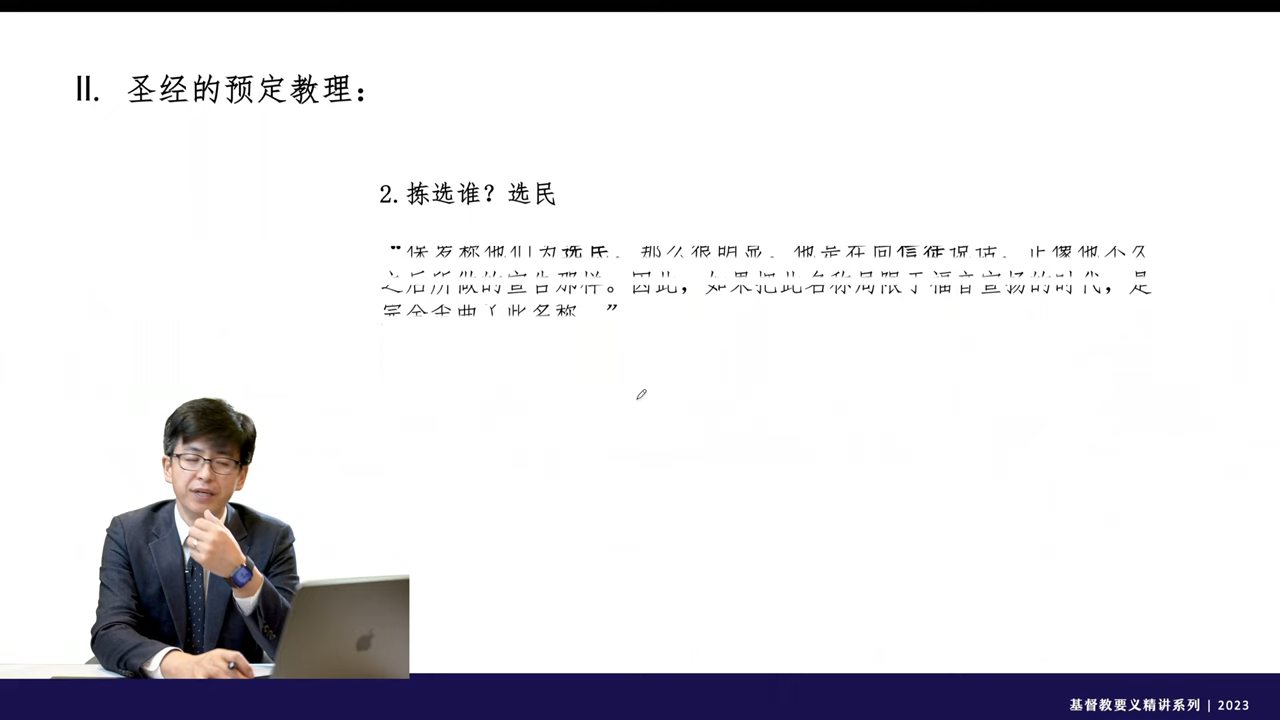 II. 圣经的预定教理：
2. 拣选谁？选民
“保罗称他们为选民。那么很明显，他是在向信徒说话，正像他不久
之后所做的宣告那样。因此，如果把此名称局限于福音宣扬的时代，是
完全歪曲了此名称。”
基督教要义精讲系列 | 2023